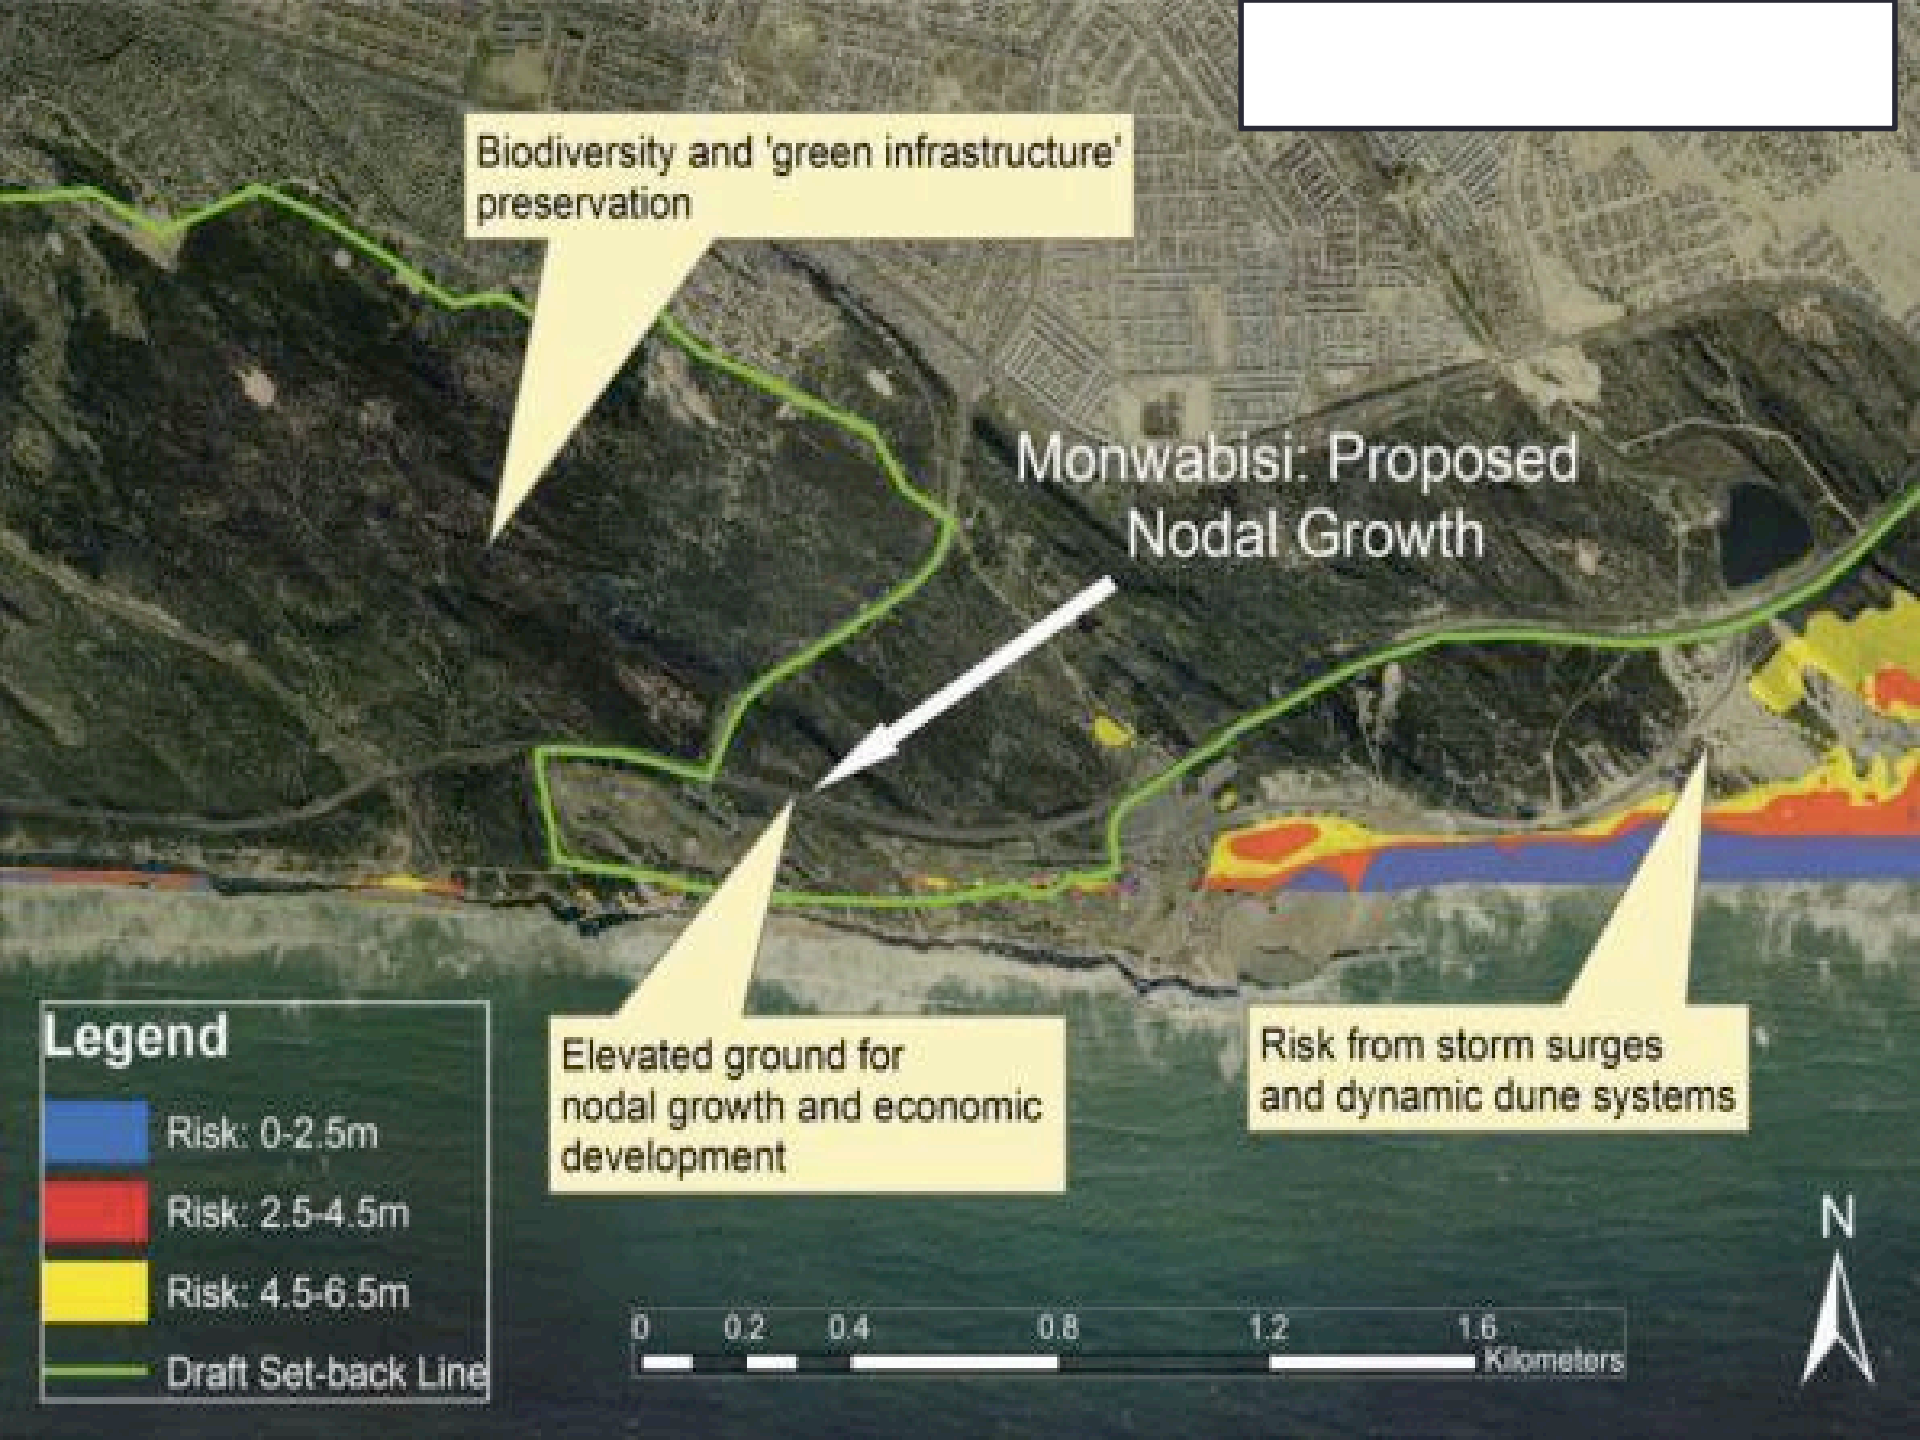 Biodiversity and 'green infrastructure'
preservation
Monwabisi: Proposed
Nodal Growth
Elevated ground for
nodal growth and economic
development
Risk from storm surges
and dynamic dune systems
Legend
Risk: 0-2.5m
Risk: 2.5-4.5m
Risk: 4.5-6.5m
Draft Set-back Line
0 0.2 0.4 0.8 1.2 1.6
Kilometers
N